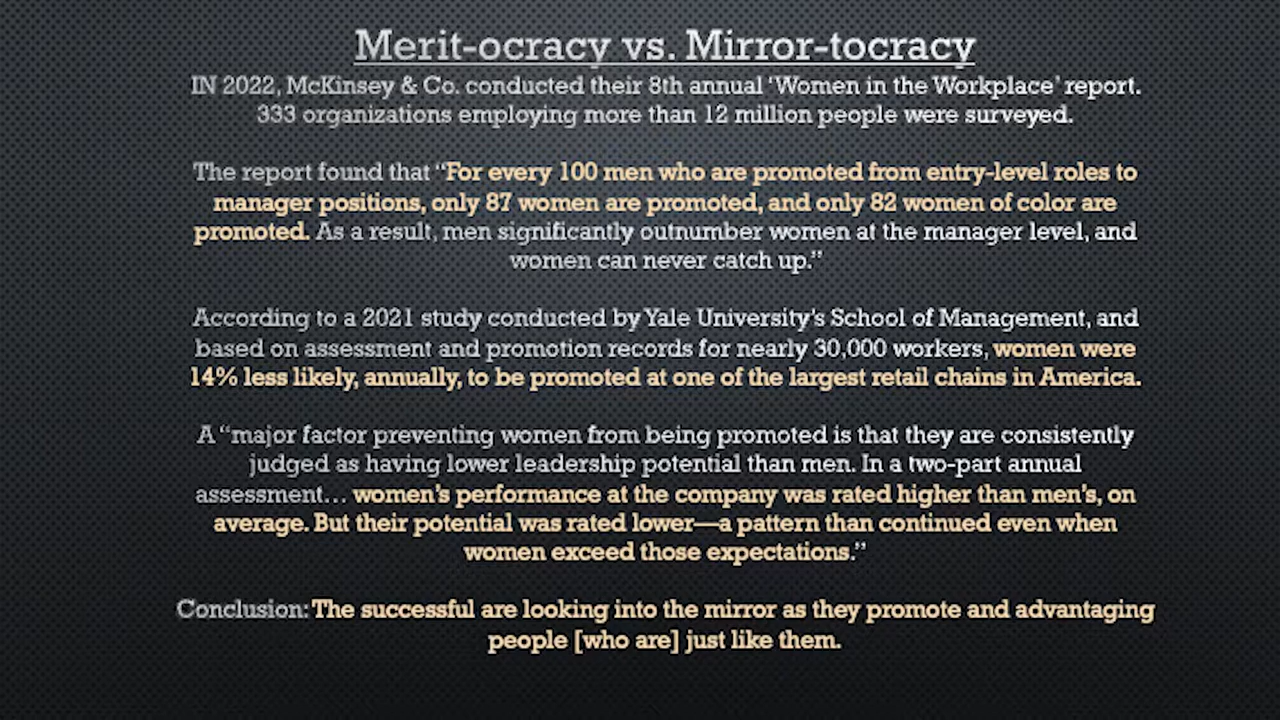 Merit-ocracy vs. Mirror-tocracy
IN 2022, McKinsey & Co. conducted their 8th annual ‘Women in the Workplace’ report.
333 organizations employing more than 12 million people were surveyed.
The report found that “For every 100 men who are promoted from entry-level roles to
manager positions, only 87 women are promoted, and only 82 women of color are
promoted. As a result, men significantly outnumber women at the manager level, and
women can never catch up.”
According to a 2021 study conducted by Yale University’s School of Management, and
based on assessment and promotion records for nearly 30,000 workers, women were
14% less likely, annually, to be promoted at one of the largest retail chains in America.
A “major factor preventing women from being promoted is that they are consistently
judged as having lower leadership potential than men. In a two-part annual
assessment… women’s performance at the company was rated higher than men’s, on
average. But their potential was rated lower—a pattern than continued even when
women exceed those expectations.”
Conclusion: The successful are looking into the mirror as they promote and advantaging
people [who are] just like them.